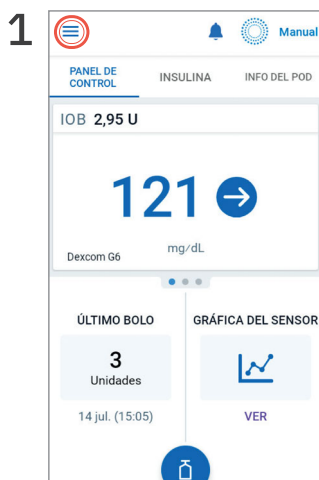 1
Manual
PANEL DE CONTROL
INSULINA
INFO DEL POD
IOB 2,95 U
121
mg/dL
Dexcom G6
ÚLTIMO BOLO
GRÁFICA DEL SENSOR
3
Unidades
14 jul. (15:05)
VER